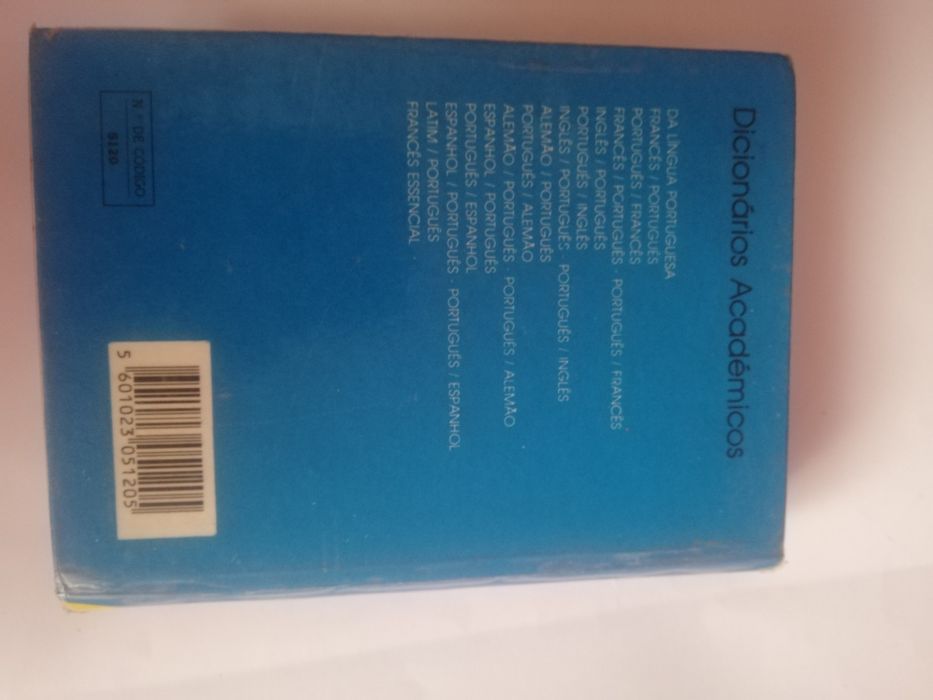 Dicionários Académicos
DA LÍNGUA PORTUGUESA
FRANCÊS / PORTUGUÊS
PORTUGUÊS / FRANCÊS
FRANCÊS / PORTUGUÊS · PORTUGUÊS / FRANCÊS
INGLÊS / PORTUGUÊS
PORTUGUÊS / INGLÊS
INGLÊS / PORTUGUÊS · PORTUGUÊS / INGLÊS
ALEMÃO / PORTUGUÊS
PORTUGUÊS / ALEMÃO
ALEMÃO / PORTUGUÊS · PORTUGUÊS / ALEMÃO
ESPANHOL / PORTUGUÊS
PORTUGUÊS / ESPANHOL
ESPANHOL / PORTUGUÊS · PORTUGUÊS / ESPANHOL
LATIM / PORTUGUÊS
FRANCÊS ESSENCIAL
N.º DE CÓDIGO
5120
5 601023 051205